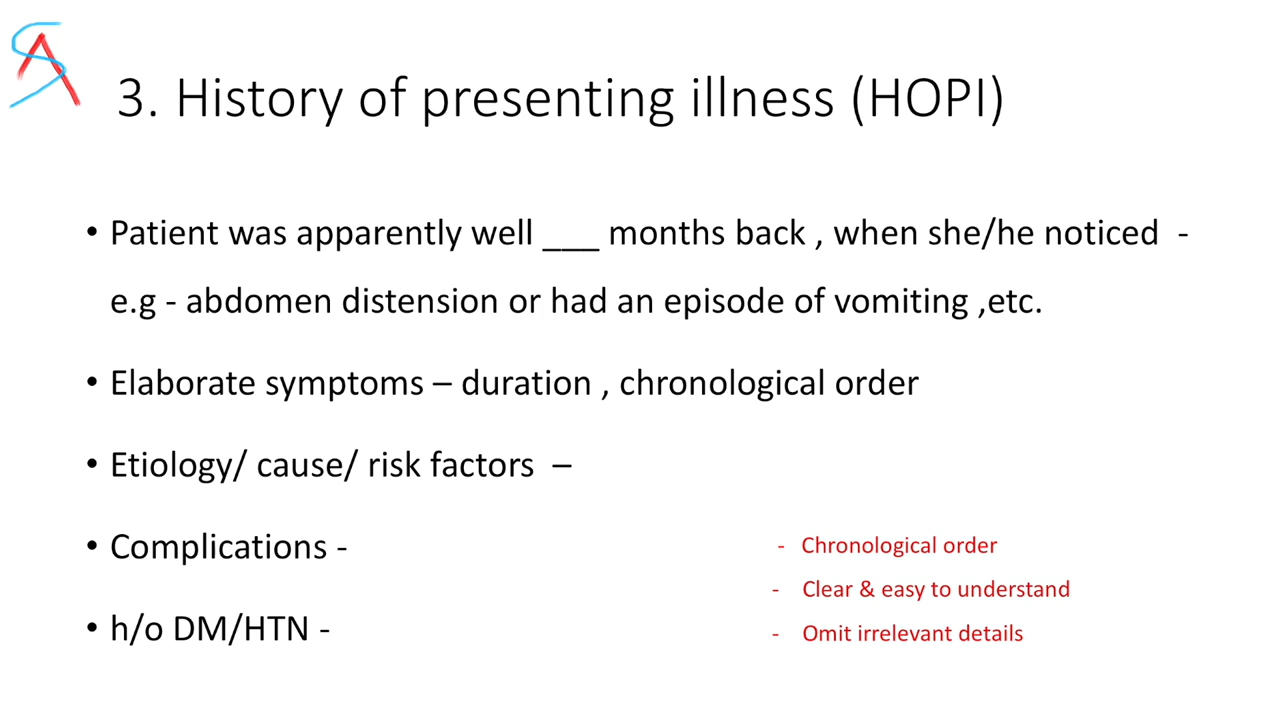 SA
3. History of presenting illness (HOPI)
• Patient was apparently well ___ months back , when she/he noticed -
e.g - abdomen distension or had an episode of vomiting ,etc.
• Elaborate symptoms – duration , chronological order
• Etiology/ cause/ risk factors –
• Complications -
• h/o DM/HTN -
- Chronological order
- Clear & easy to understand
- Omit irrelevant details